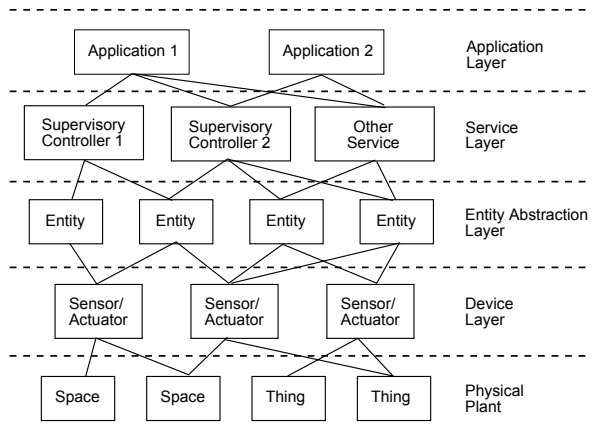 Application 1
Application 2
Application
Layer
Supervisory
Controller 1
Supervisory
Controller 2
Other
Service
Service
Layer
Entity
Entity
Entity
Entity
Entity Abstraction
Layer
Sensor/
Actuator
Sensor/
Actuator
Sensor/
Actuator
Device
Layer
Space
Space
Thing
Thing
Physical
Plant